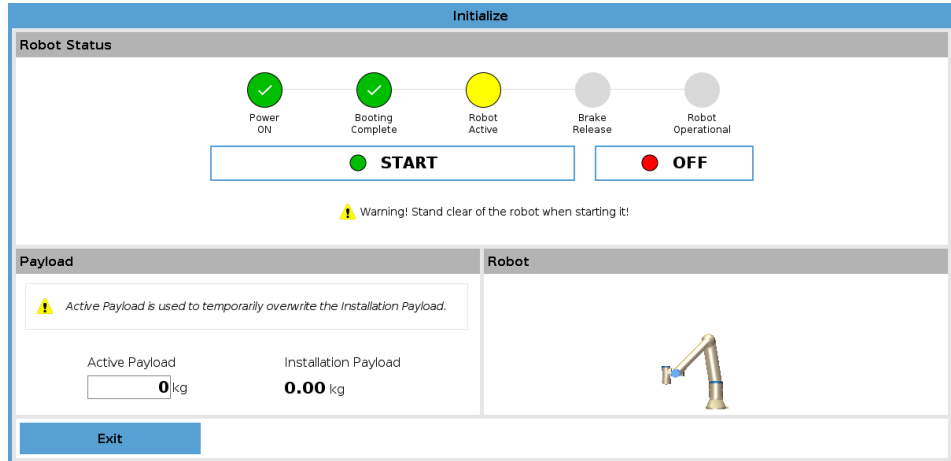 Initialize
Robot Status
Power
ON
Booting
Complete
Robot
Active
Brake
Release
Robot
Operational
START
OFF
Warning! Stand clear of the robot when starting it!
Payload
Robot
Active Payload is used to temporarily overwrite the Installation Payload.
Active Payload
Installation Payload
0 kg
0.00 kg
Exit